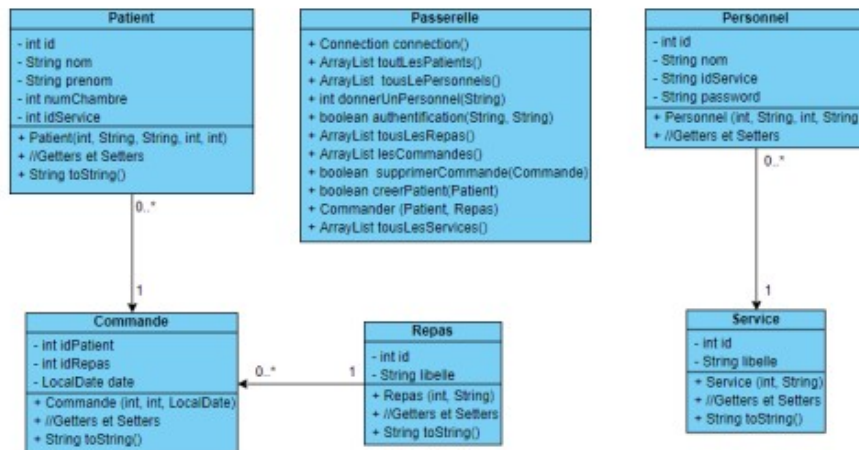 Patient
- int id
- String nom
- String prenom
- int numChambre
- int idService
+ Patient(int, String, String, int, int)
+ //Getters et Setters
+ String toString()
Passerelle
+ Connection connection()
+ ArrayList toutLesPatients()
+ ArrayList tousLePersonnels()
+ int donnerUnPersonnel(String)
+ boolean authentification(String, String)
+ ArrayList tousLesRepas()
+ ArrayList lesCommandes()
+ boolean supprimerCommande(Commande)
+ boolean creerPatient(Patient)
+ Commander (Patient, Repas)
+ ArrayList tousLesServices()
Personnel
- int id
- String nom
- String idService
- String password
+ Personnel (int, String, int, String
+ //Getters et Setters
0..*
1
0..*
1
Commande
- int idPatient
- int idRepas
- LocalDate date
+ Commande (int, int, LocalDate)
+ //Getters et Setters
+ String toString()
0..*
1
Repas
- int id
- String libelle
+ Repas (int, String)
+ //Getters et Setters
+ String toString()
Service
- int id
- String libelle
+ Service (int, String)
+ //Getters et Setters
+ String toString()